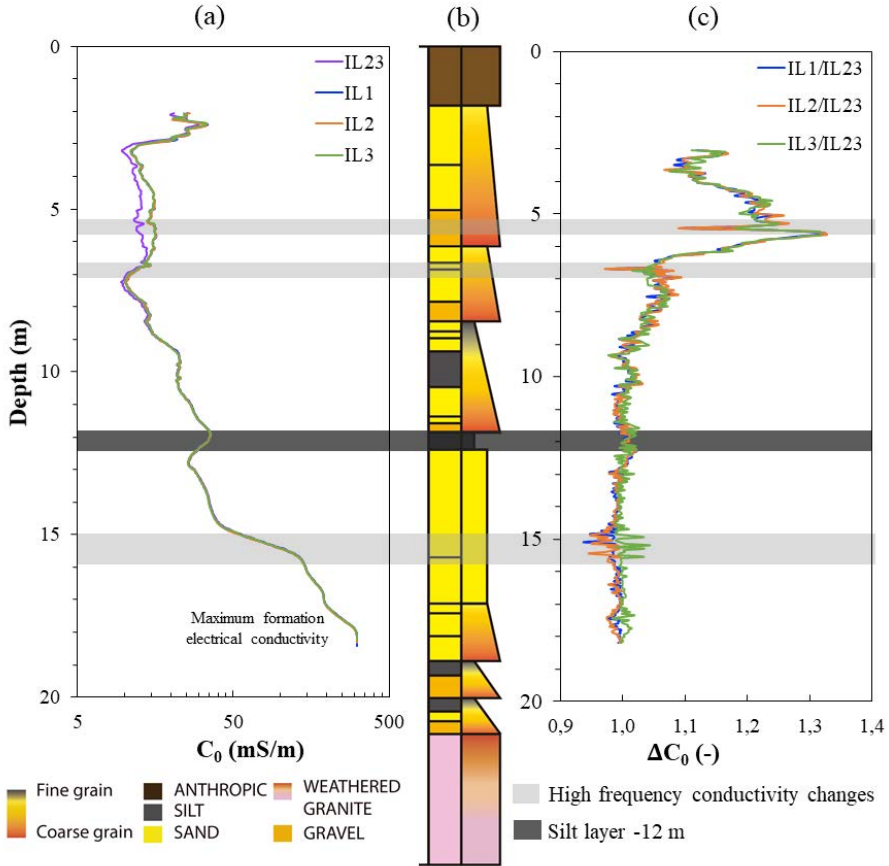 (a)
(b)
(c)
IL23
IL1
IL2
IL3
IL1/IL23
IL2/IL23
IL3/IL23
0
5
10
15
20
Depth (m)
Maximum formation
electrical conductivity
5
50
500
C₀ (mS/m)
0
5
10
15
20
0,9
1,0
1,1
1,2
1,3
1,4
ΔC₀ (-)
Fine grain
Coarse grain
ANTHROPIC
SILT
SAND
WEATHERED
GRANITE
GRAVEL
High frequency conductivity changes
Silt layer -12 m